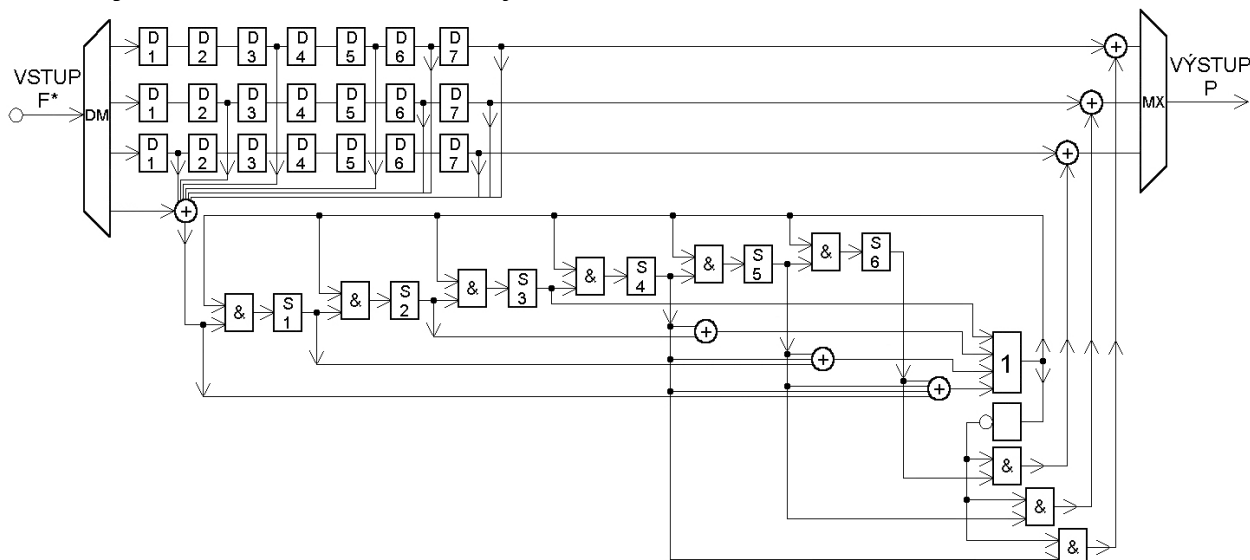 D 1 D 2 D 3 D 4 D 5 D 6 D 7 +
VSTUP
F*
VÝSTUP
P
DM
D 1 D 2 D 3 D 4 D 5 D 6 D 7 +
MX
D 1 D 2 D 3 D 4 D 5 D 6 D 7 +
+
& S 6
& S 5
& S 4
& S 3
& S 2
& S 1
+
+
+
1
&
&
&